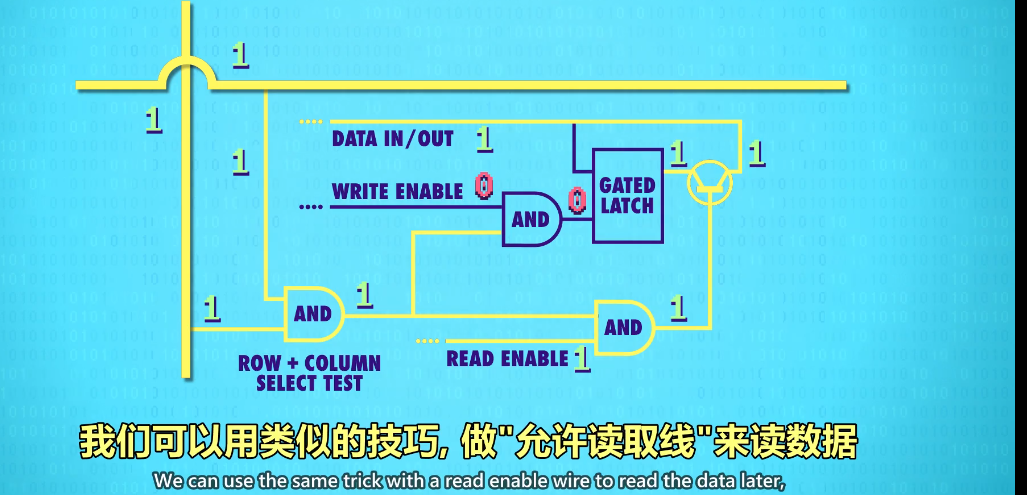 1
1
DATA IN/OUT 1
1
1
1
WRITE ENABLE 0
0
GATED
LATCH
AND
1
1
AND
1
AND
1
READ ENABLE 1
ROW + COLUMN
SELECT TEST
我们可以用类似的技巧, 做"允许读取线"来读数据
We can use the same trick with a read enable wire to read the data later,